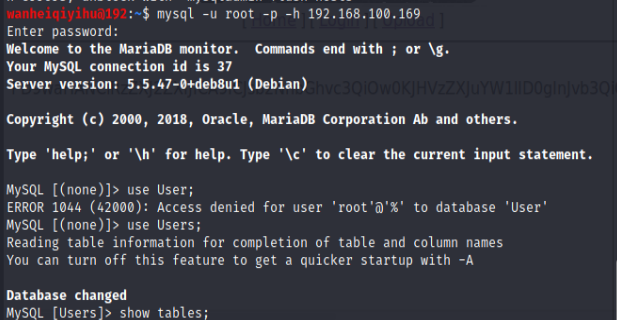 wanheiqiyihu@192:~$ mysql -u root -p -h 192.168.100.169
Enter password:
Welcome to the MariaDB monitor.  Commands end with ; or \g.
Your MySQL connection id is 37
Server version: 5.5.47-0+deb8u1 (Debian)
Copyright (c) 2000, 2018, Oracle, MariaDB Corporation Ab and others.
Type 'help;' or '\h' for help. Type '\c' to clear the current input statement.
MySQL [(none)]> use User;
ERROR 1044 (42000): Access denied for user 'root'@'%' to database 'User'
MySQL [(none)]> use Users;
Reading table information for completion of table and column names
You can turn off this feature to get a quicker startup with -A
Database changed
MySQL [Users]> show tables;